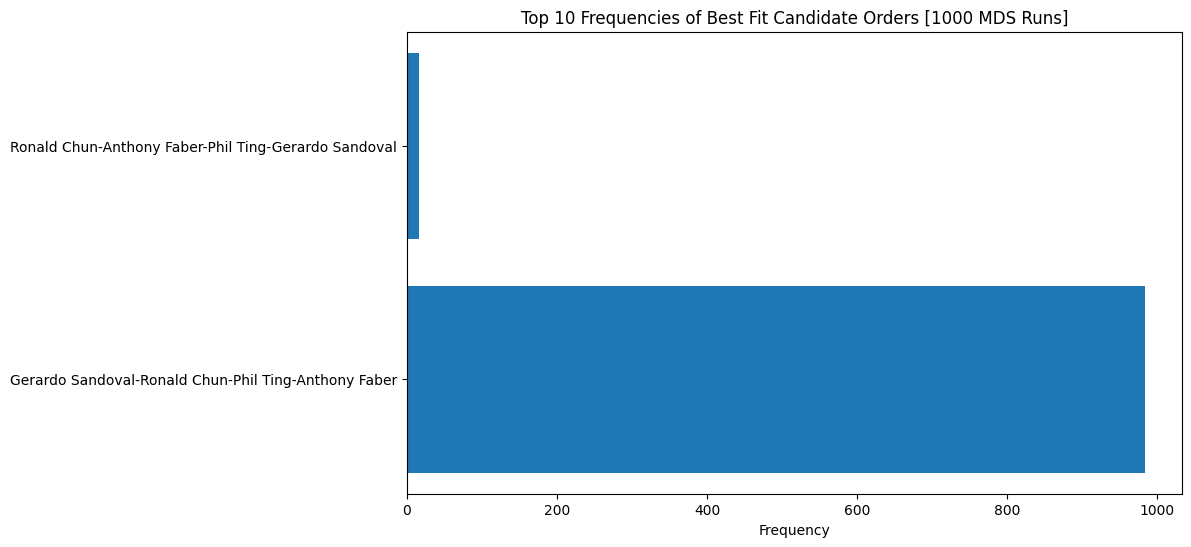 Top 10 Frequencies of Best Fit Candidate Orders [1000 MDS Runs]
Ronald Chun-Anthony Faber-Phil Ting-Gerardo Sandoval
Gerardo Sandoval-Ronald Chun-Phil Ting-Anthony Faber
0 200 400 600 800 1000
Frequency